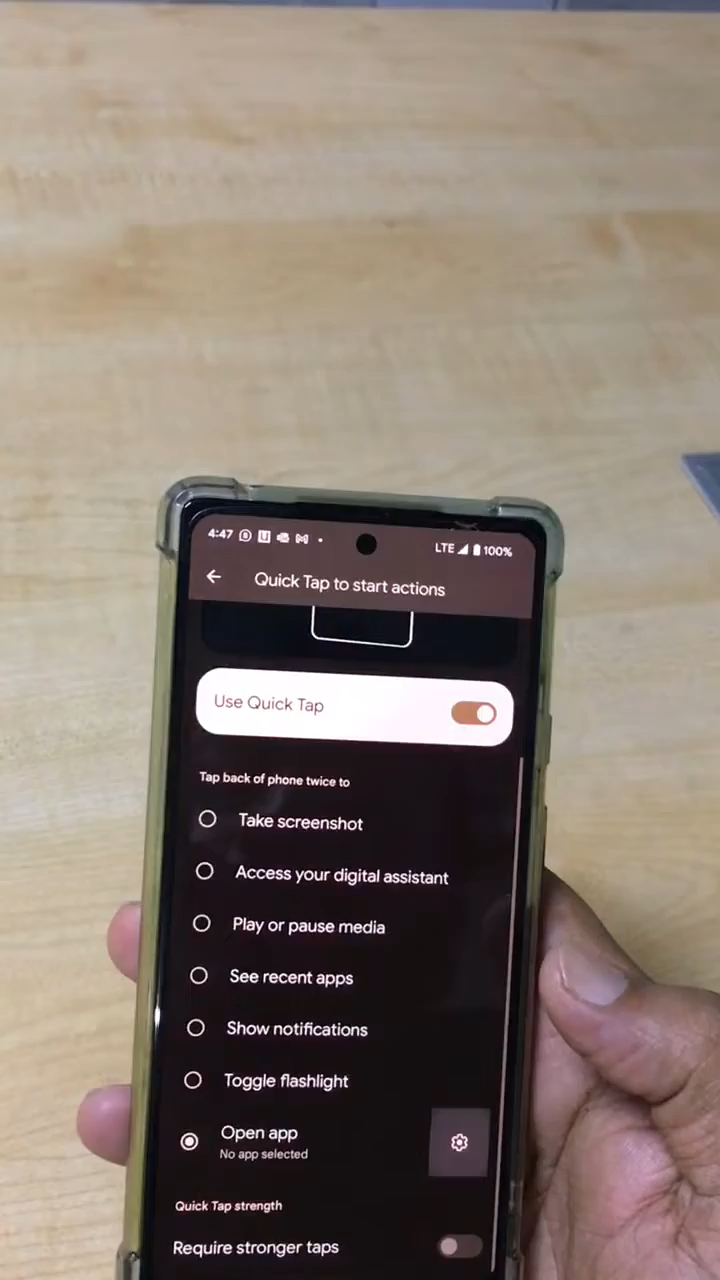 4:47
LTE 100%
Quick Tap to start actions
Use Quick Tap
Tap back of phone twice to
Take screenshot
Access your digital assistant
Play or pause media
See recent apps
Show notifications
Toggle flashlight
Open app
No app selected
Quick Tap strength
Require stronger taps